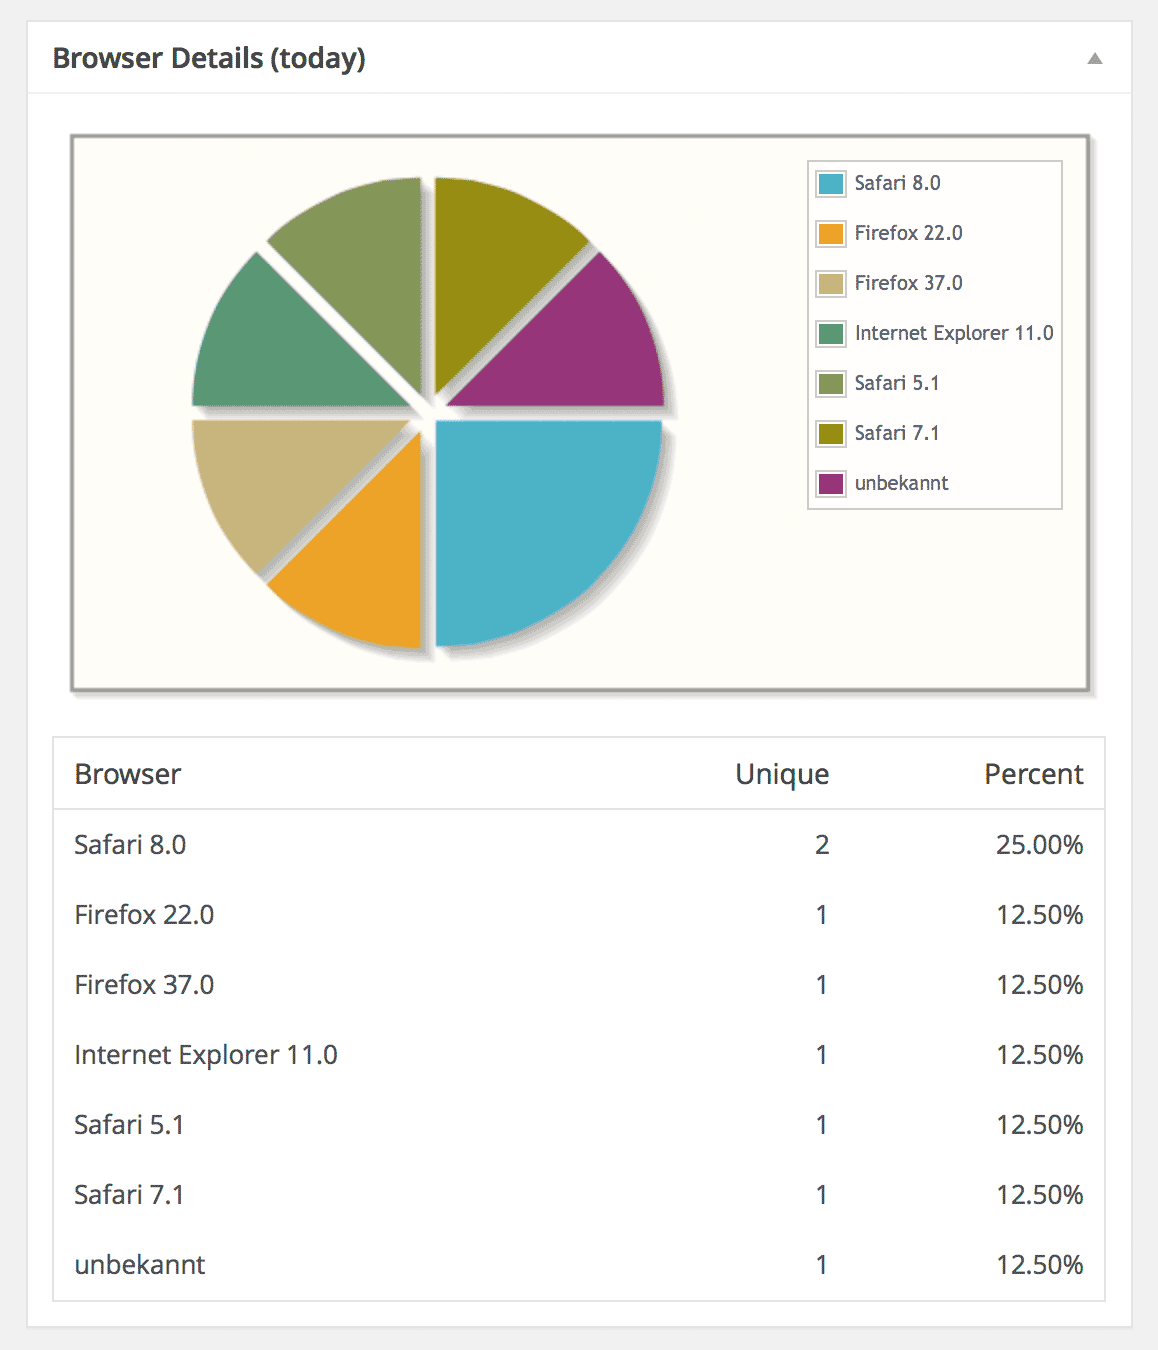 Browser Details (today)
Safari 8.0
Firefox 22.0
Firefox 37.0
Internet Explorer 11.0
Safari 5.1
Safari 7.1
unbekannt
Browser Unique Percent
Safari 8.0 2 25.00%
Firefox 22.0 1 12.50%
Firefox 37.0 1 12.50%
Internet Explorer 11.0 1 12.50%
Safari 5.1 1 12.50%
Safari 7.1 1 12.50%
unbekannt 1 12.50%